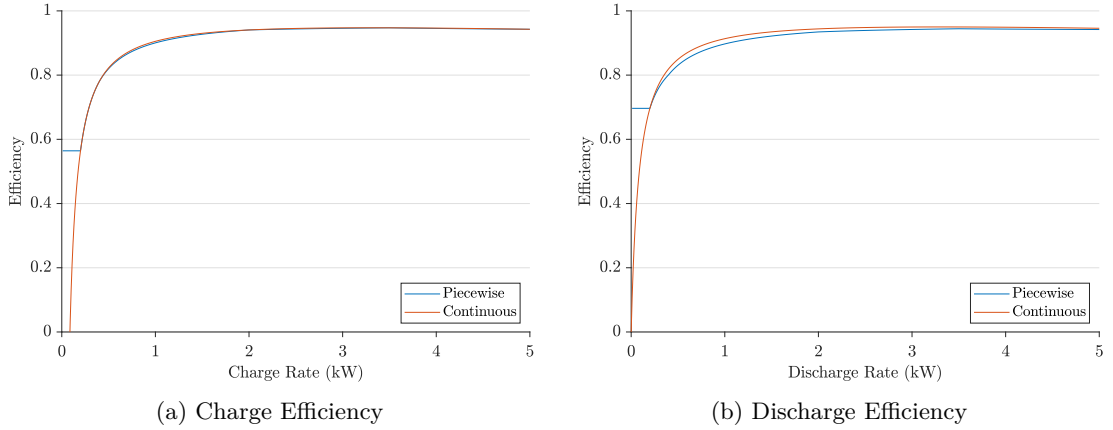 1
0.8
0.6
0.4
0.2
0
Efficiency
0 1 2 3 4 5
Charge Rate (kW)
Piecewise
Continuous
(a) Charge Efficiency
1
0.8
0.6
0.4
0.2
0
Efficiency
0 1 2 3 4 5
Discharge Rate (kW)
Piecewise
Continuous
(b) Discharge Efficiency